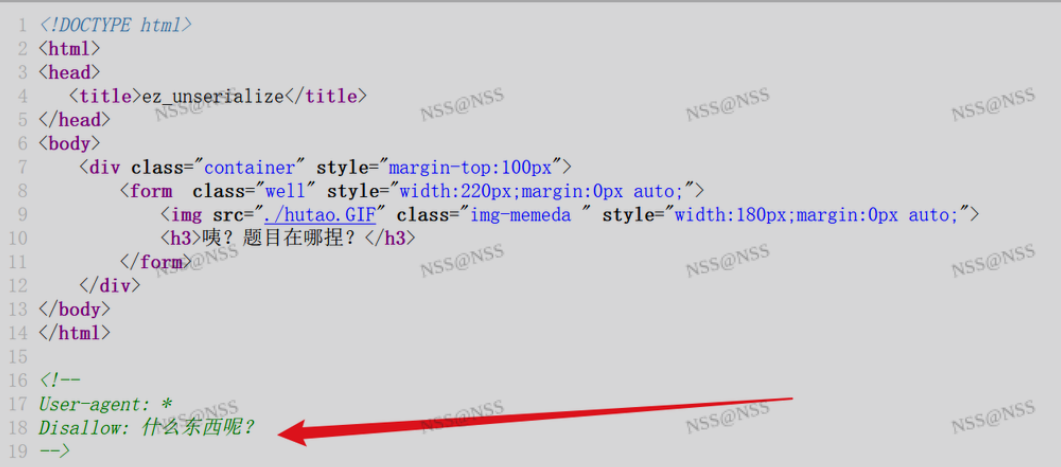 1 <!DOCTYPE html>
2 <html>
3 <head>
4 <title>ez_unserialize</title>
5 </head>
6 <body>
7 <div class="container" style="margin-top:100px">
8 <form  class="well" style="width:220px;margin:0px auto;">
9 <img src="./hutao.GIF" class="img-memeda " style="width:180px;margin:0px auto;">
10 <h3>咦？题目在哪捏？</h3>
11 </form>
12 </div>
13 </body>
14 </html>
15
16 <!--
17 User-agent: *
18 Disallow: 什么东西呢？
19 -->
NSS@NSS
NSS@NSS
NSS@NSS
NSS@NSS
NSS@NSS
NSS@NSS
NSS@NSS
NSS@NSS
NSS@NSS
NSS@NSS
NSS@NSS
NSS@NSS